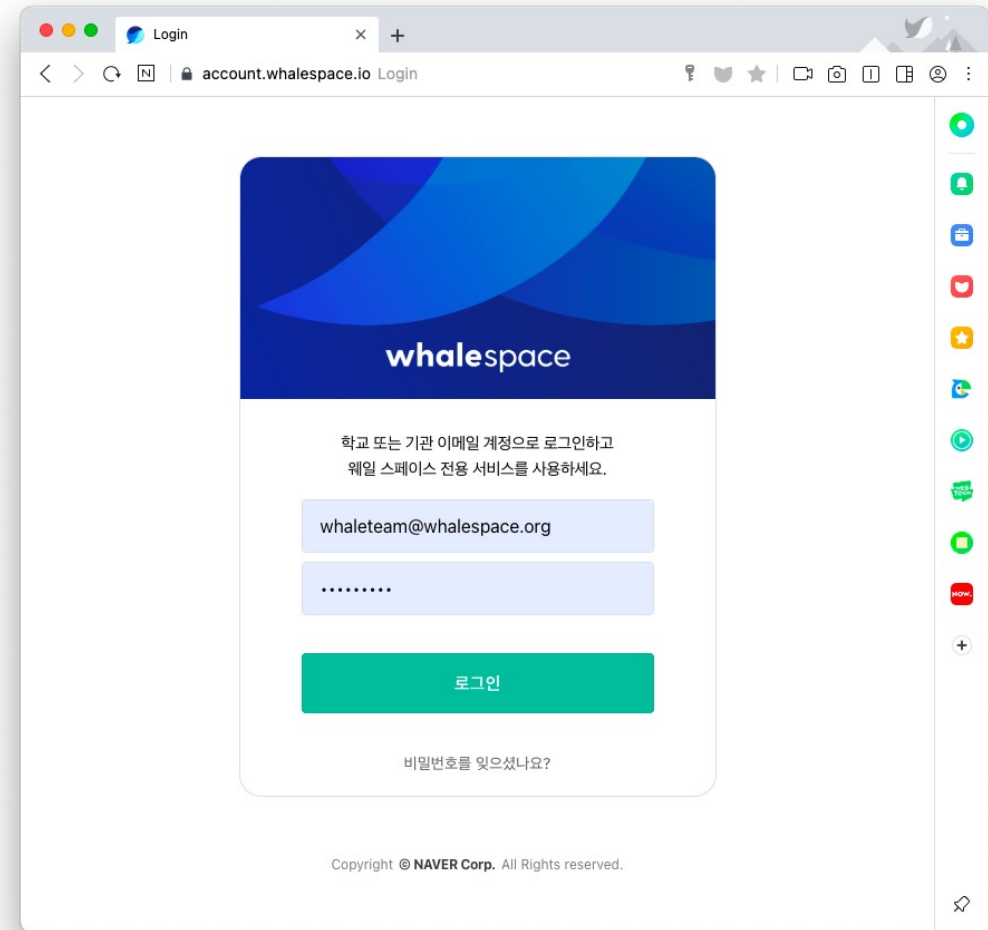 Login
account.whalespace.io Login
whalespace
학교 또는 기관 이메일 계정으로 로그인하고
웨일 스페이스 전용 서비스를 사용하세요.
whaleteam@whalespace.org
•••••••••
로그인
비밀번호를 잊으셨나요?
Copyright © NAVER Corp. All Rights reserved.
N
WEB
TOON
NOW.